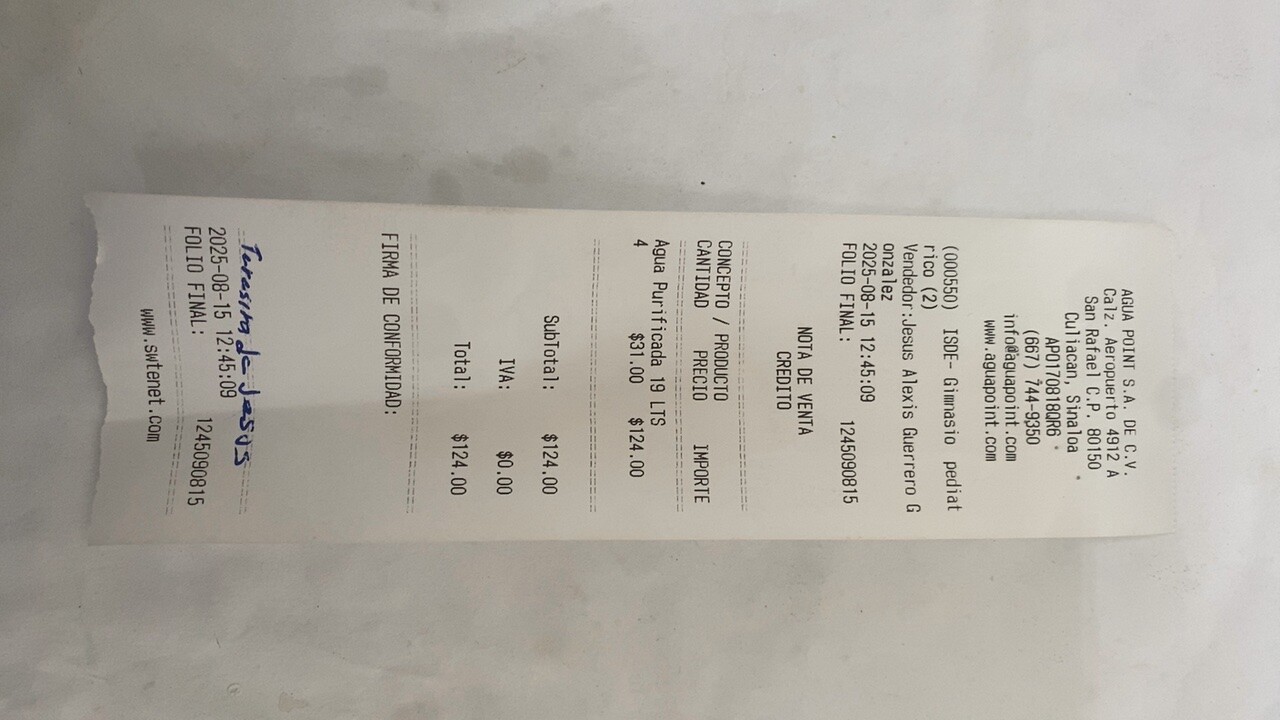 AGUA POINT S.A. DE C.V.
Calz. Aeropuerto 4912 A
San Rafael C.P. 80150
Culiacan, Sinaloa
APO170818QR6
(667) 744-9350
info@aguapoint.com
www.aguapoint.com
(000550) ISDE- Gimnasio pediat
rico (2)
Vendedor:Jesus Alexis Guerrero G
onzalez
2025-08-15 12:45:09
FOLIO FINAL: 1245090815
NOTA DE VENTA
CREDITO
CONCEPTO / PRODUCTO
CANTIDAD PRECIO IMPORTE
Agua Purificada 19 LTS
4 $31.00 $124.00
SubTotal: $124.00
IVA: $0.00
Total: $124.00
FIRMA DE CONFORMIDAD:
Teresita de Jesus
2025-08-15 12:45:09
FOLIO FINAL: 1245090815
www.swtenet.com